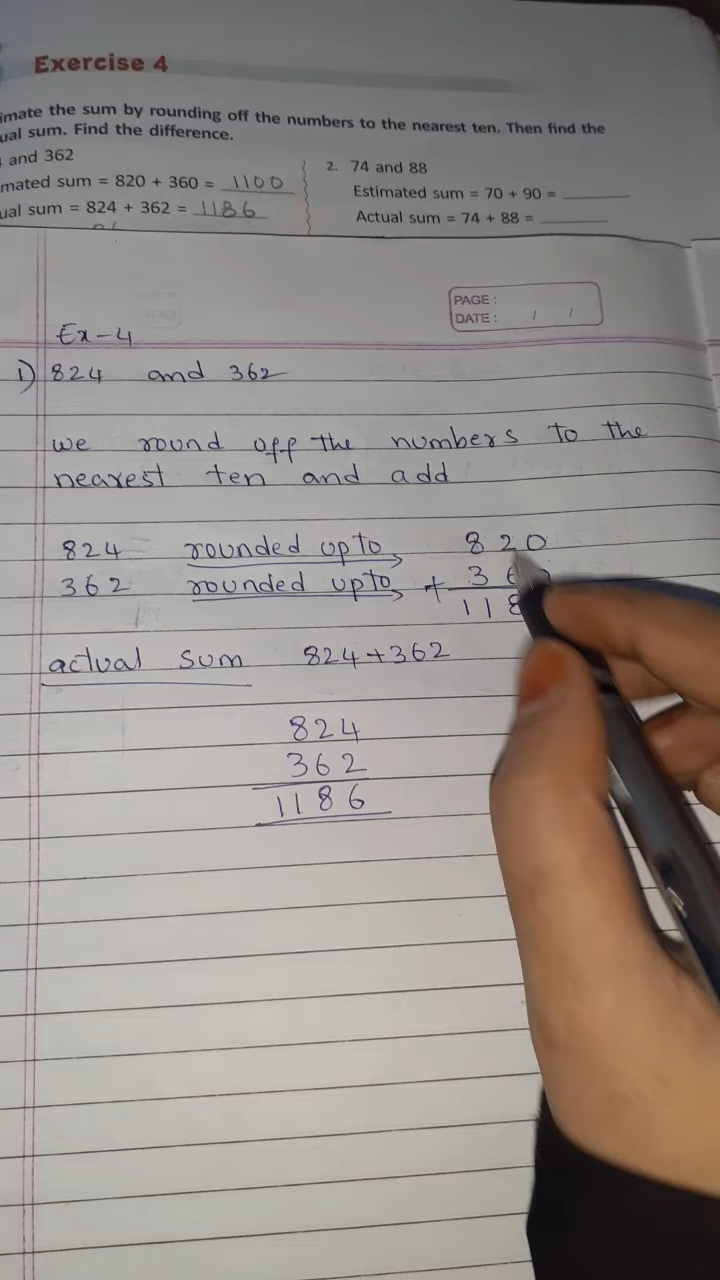 Exercise 4
imate the sum by rounding off the numbers to the nearest ten. Then find the
ual sum. Find the difference.
and 362
mated sum = 820 + 360 = 1100
ual sum = 824 + 362 = 1186
2. 74 and 88
Estimated sum = 70 + 90 =
Actual sum = 74 + 88 =
PAGE :
DATE : / /
Ex-4
1) 824 and 362
we round off the numbers to the
nearest ten and add
824 rounded upto 820
362 rounded upto + 3
118
actual sum 824+362
824
362
1186